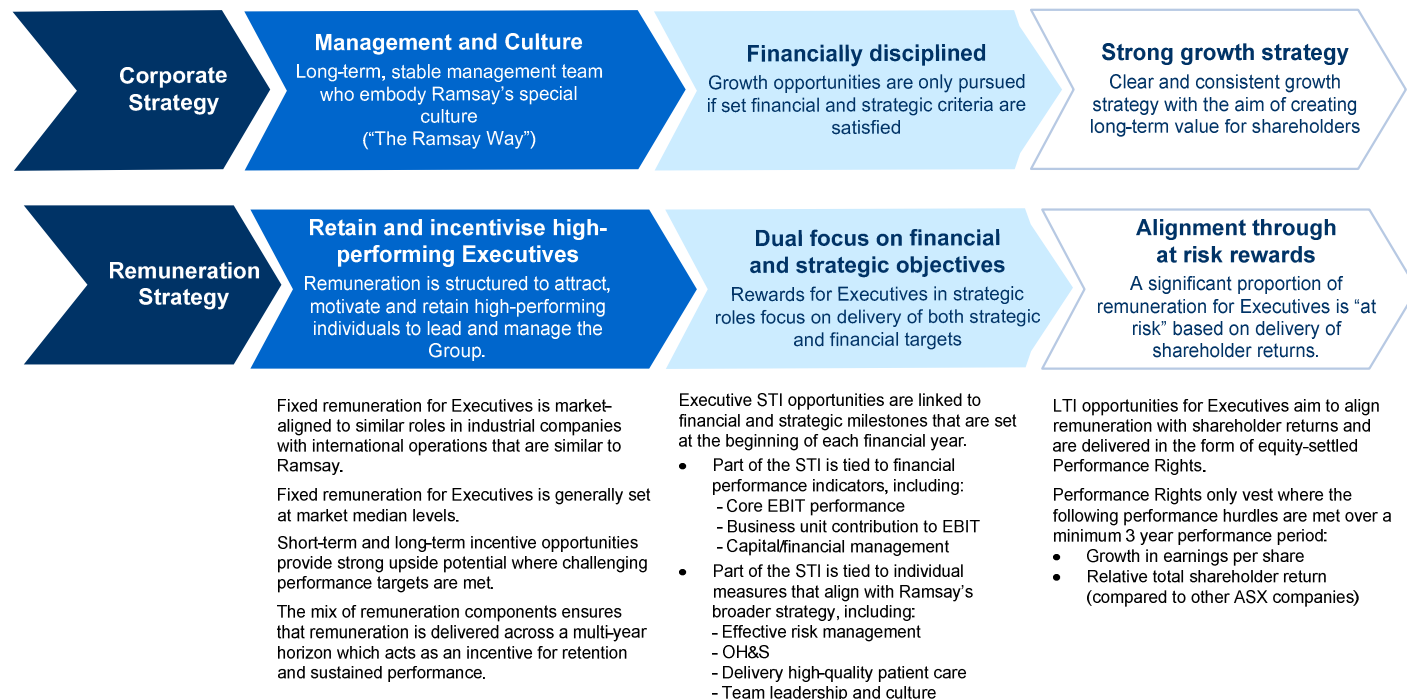 Corporate
Strategy
Management and Culture
Long-term, stable management team
who embody Ramsay's special
culture
(“The Ramsay Way”)
Financially disciplined
Growth opportunities are only pursued
if set financial and strategic criteria are
satisfied
Strong growth strategy
Clear and consistent growth
strategy with the aim of creating
long-term value for shareholders
Remuneration
Strategy
Retain and incentivise high-
performing Executives
Remuneration is structured to attract,
motivate and retain high-performing
individuals to lead and manage the
Group.
Dual focus on financial
and strategic objectives
Rewards for Executives in strategic
roles focus on delivery of both strategic
and financial targets
Alignment through
at risk rewards
A significant proportion of
remuneration for Executives is “at
risk” based on delivery of
shareholder returns.
Fixed remuneration for Executives is market-
aligned to similar roles in industrial companies
with international operations that are similar to
Ramsay.
Fixed remuneration for Executives is generally set
at market median levels.
Short-term and long-term incentive opportunities
provide strong upside potential where challenging
performance targets are met.
The mix of remuneration components ensures
that remuneration is delivered across a multi-year
horizon which acts as an incentive for retention
and sustained performance.
Executive STI opportunities are linked to
financial and strategic milestones that are set
at the beginning of each financial year.
• Part of the STI is tied to financial
performance indicators, including:
- Core EBIT performance
- Business unit contribution to EBIT
- Capital/financial management
• Part of the STI is tied to individual
measures that align with Ramsay's
broader strategy, including:
- Effective risk management
- OH&S
- Delivery high-quality patient care
- Team leadership and culture
LTI opportunities for Executives aim to align
remuneration with shareholder returns and
are delivered in the form of equity-settled
Performance Rights.
Performance Rights only vest where the
following performance hurdles are met over a
minimum 3 year performance period:
• Growth in earnings per share
• Relative total shareholder return
(compared to other ASX companies)